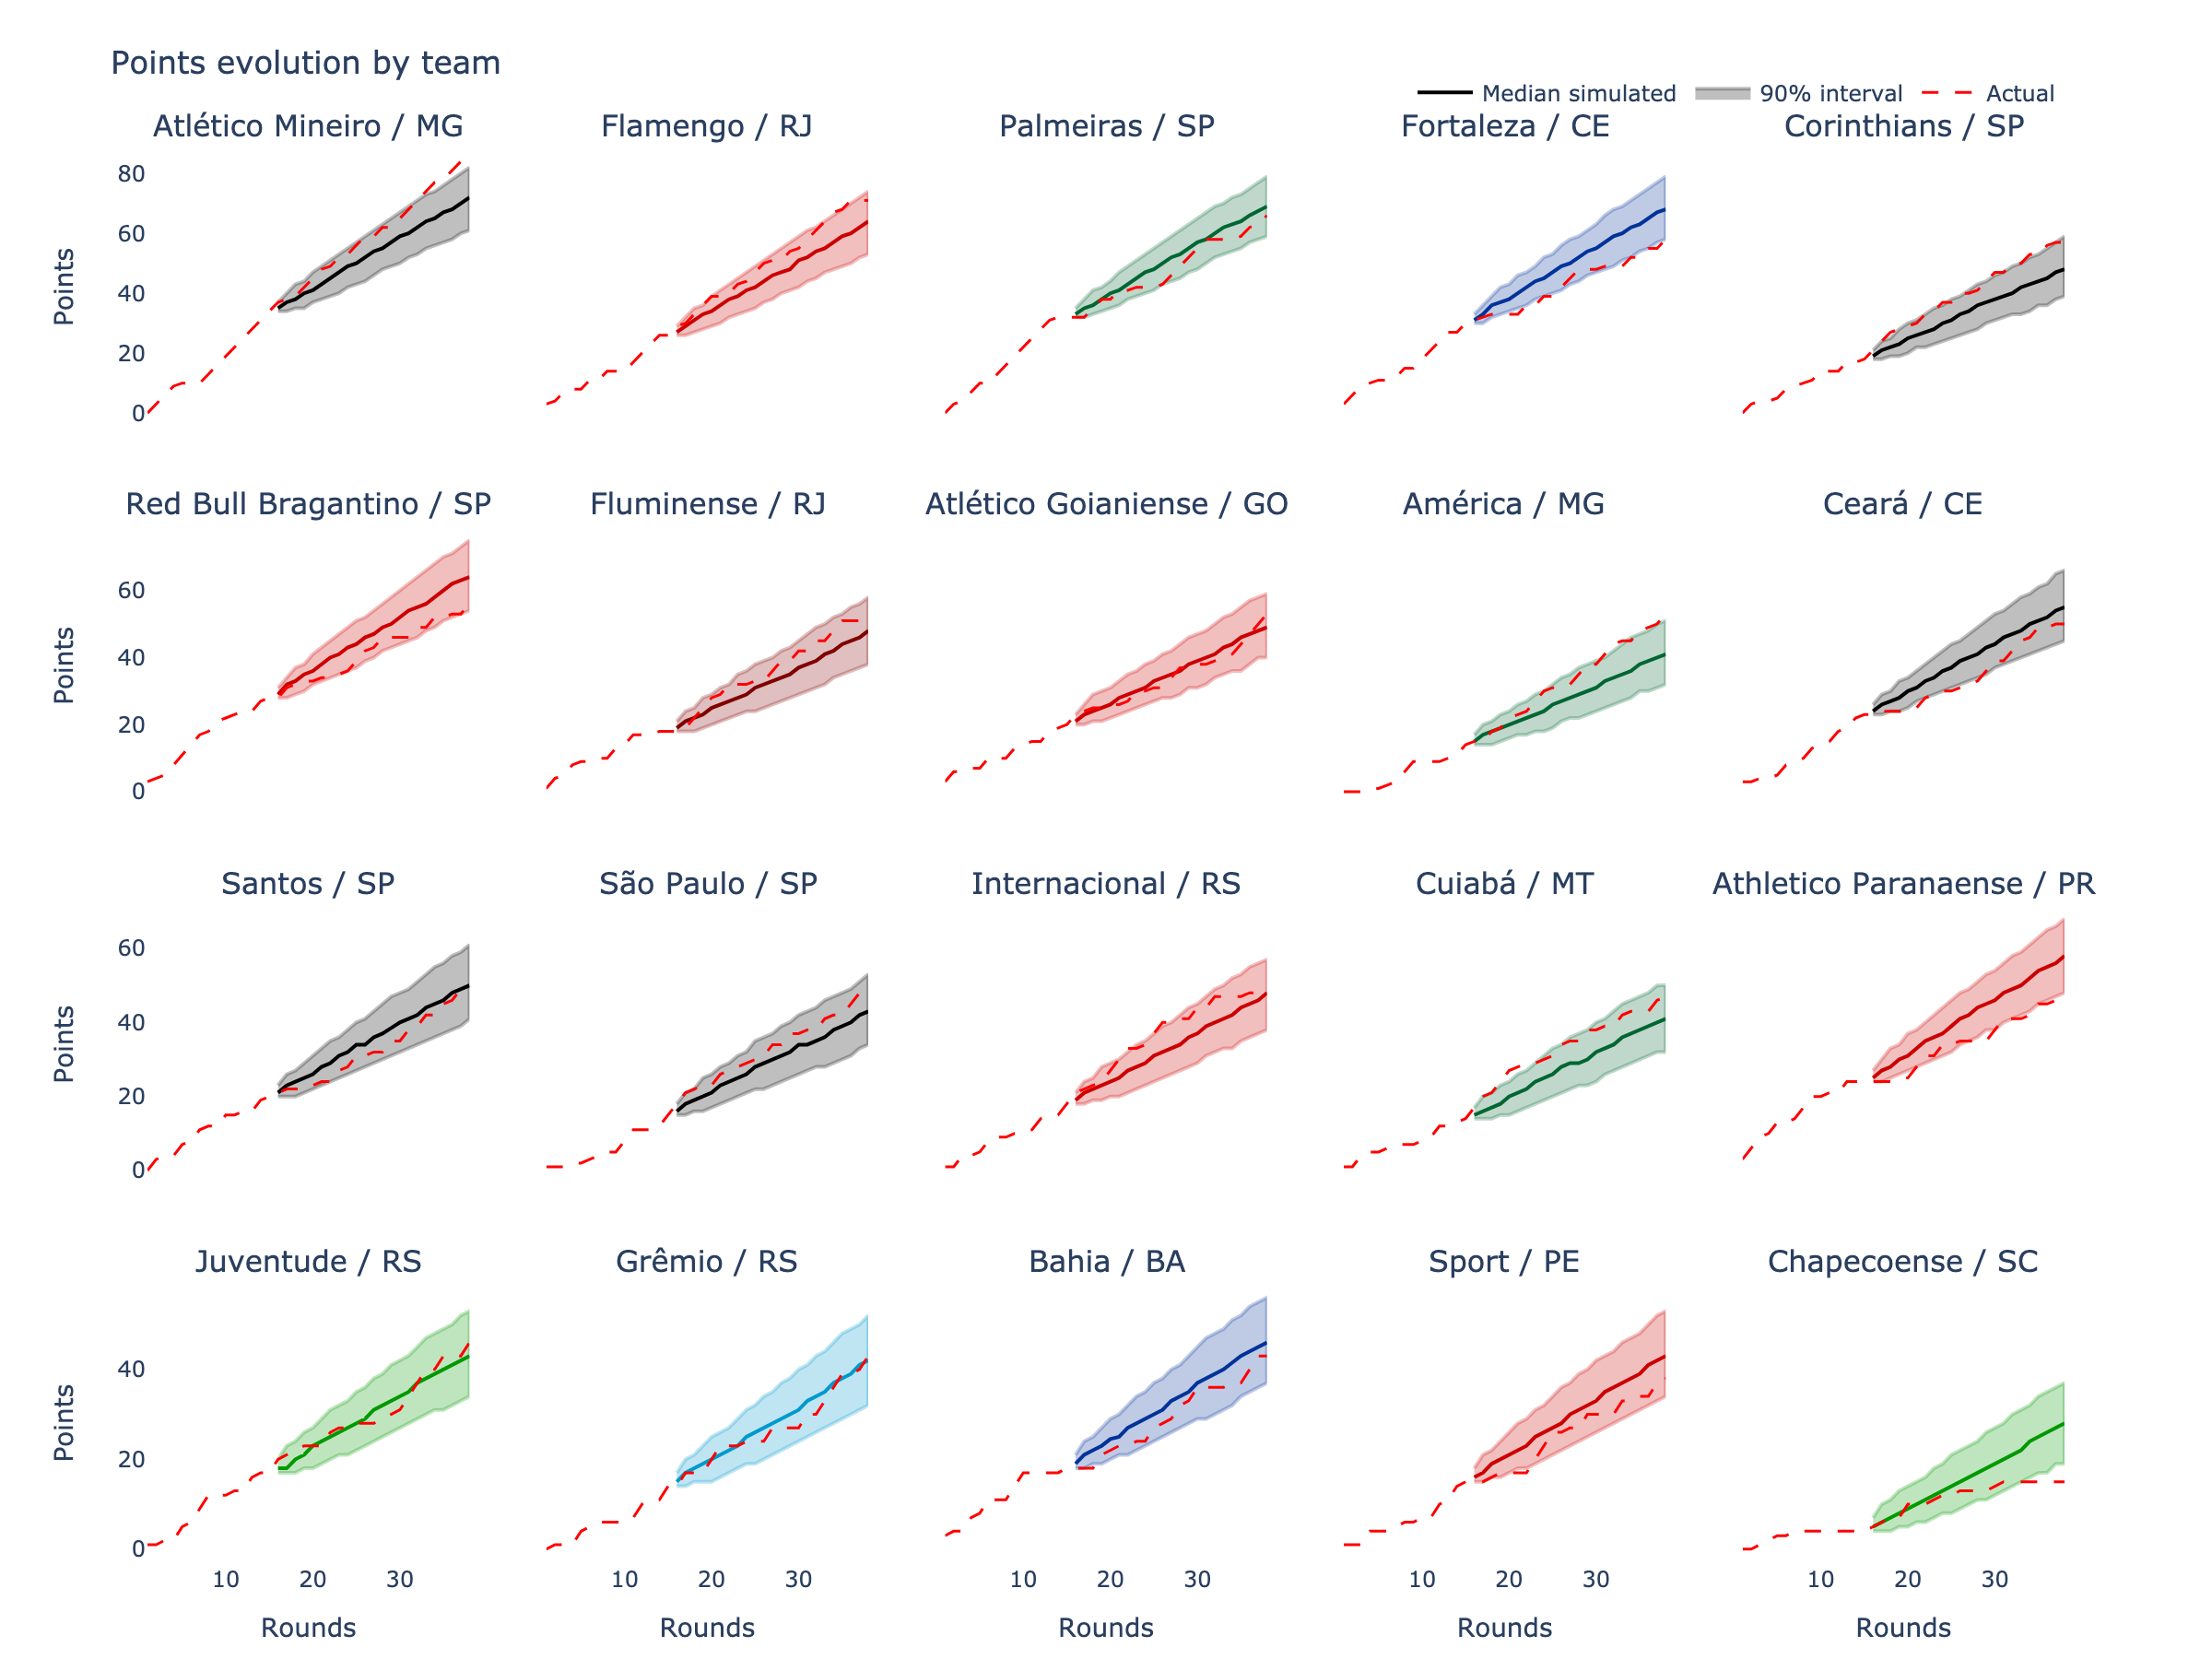 Points evolution by team
Median simulated 90% interval Actual
Atlético Mineiro / MG Flamengo / RJ Palmeiras / SP Fortaleza / CE Corinthians / SP
80
60
40
20
0
Points
Red Bull Bragantino / SP Fluminense / RJ Atlético Goianiense / GO América / MG Ceará / CE
60
40
20
0
Points
Santos / SP São Paulo / SP Internacional / RS Cuiabá / MT Athletico Paranaense / PR
60
40
20
0
Points
Juventude / RS Grêmio / RS Bahia / BA Sport / PE Chapecoense / SC
40
20
0
Points
10 20 30 10 20 30 10 20 30 10 20 30 10 20 30
Rounds Rounds Rounds Rounds Rounds